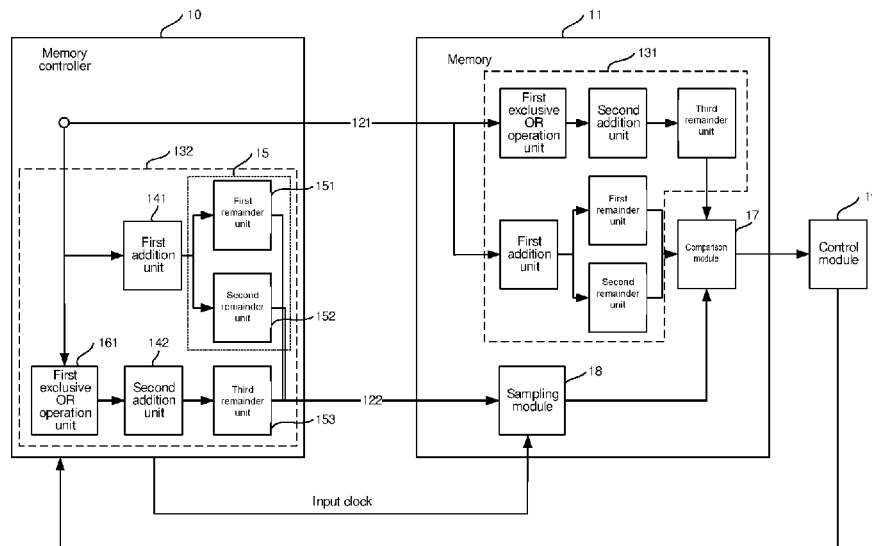 10
11
Memory
controller
Memory
131
First
exclusive
OR
operation
unit
Second
addition
unit
Third
remainder
unit
121
132
15
151
141
First
addition
unit
First
remainder
unit
Second
remainder
unit
152
First
addition
unit
First
remainder
unit
Second
remainder
unit
17
Comparison
module
Control
module
161
142
First
exclusive
OR
operation
unit
Second
addition
unit
Third
remainder
unit
153
122
18
Sampling
module
Input clock